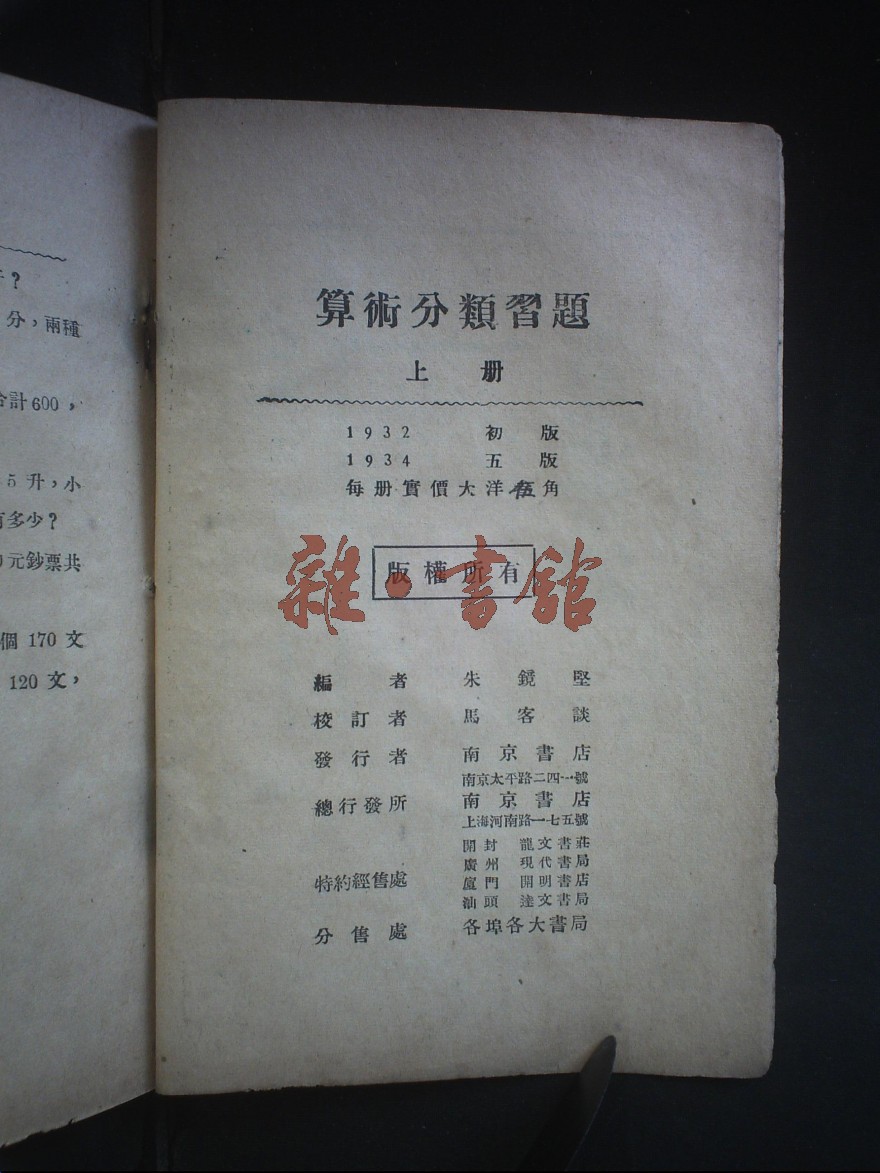 ？
分，兩種
合計600，
5 升，小
有多少？
0元鈔票共
個 170 文
120文，
算術分類習題
上册
1932 初版
1934 五版
每册實價大洋伍角
版權所有
雜·書館
編者 朱鏡堅
校訂者 馬客談
發行者 南京書店
南京太平路二四一號
總行發所 南京書店
上海河南路一七五號
特約經售處
開封 龍文書莊
廣州 現代書局
廈門 開明書店
汕頭 達文書局
分售處 各埠各大書局